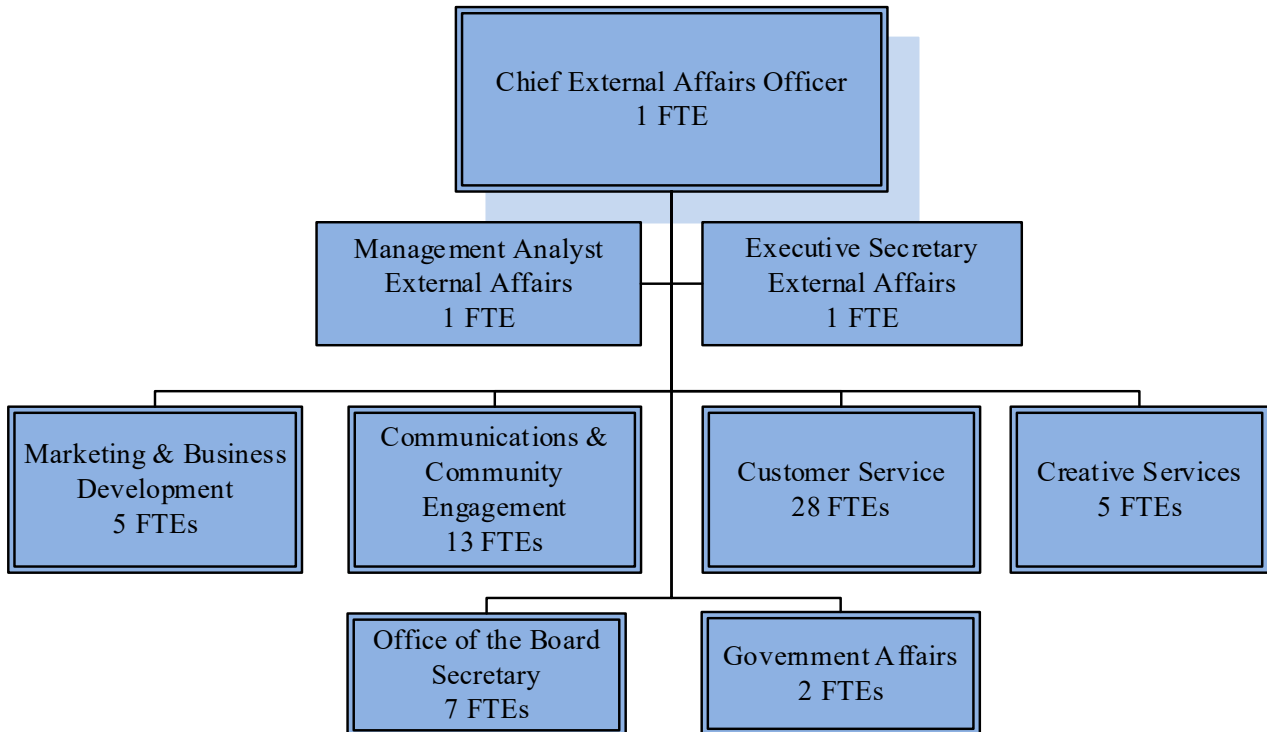 Chief External Affairs Officer
1 FTE
Management Analyst
External Affairs
1 FTE
Executive Secretary
External Affairs
1 FTE
Marketing & Business
Development
5 FTEs
Communications &
Community
Engagement
13 FTEs
Customer Service
28 FTEs
Creative Services
5 FTEs
Office of the Board
Secretary
7 FTEs
Government Affairs
2 FTEs